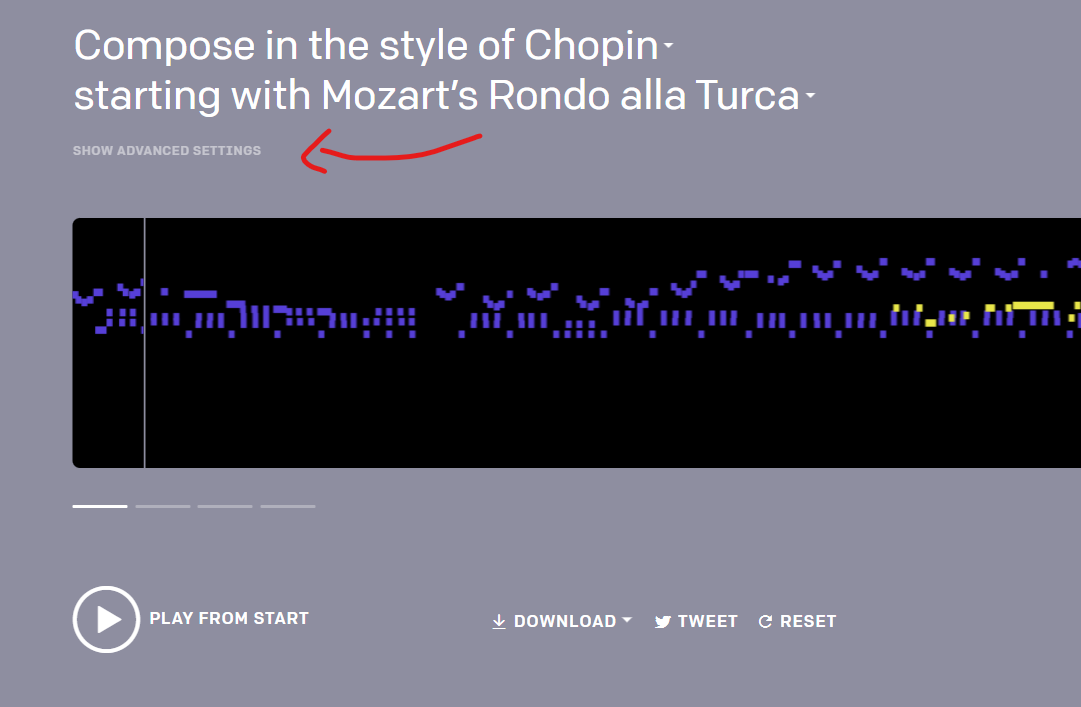 Compose in the style of Chopin
starting with Mozart’s Rondo alla Turca
SHOW ADVANCED SETTINGS
PLAY FROM START
DOWNLOAD
TWEET
RESET